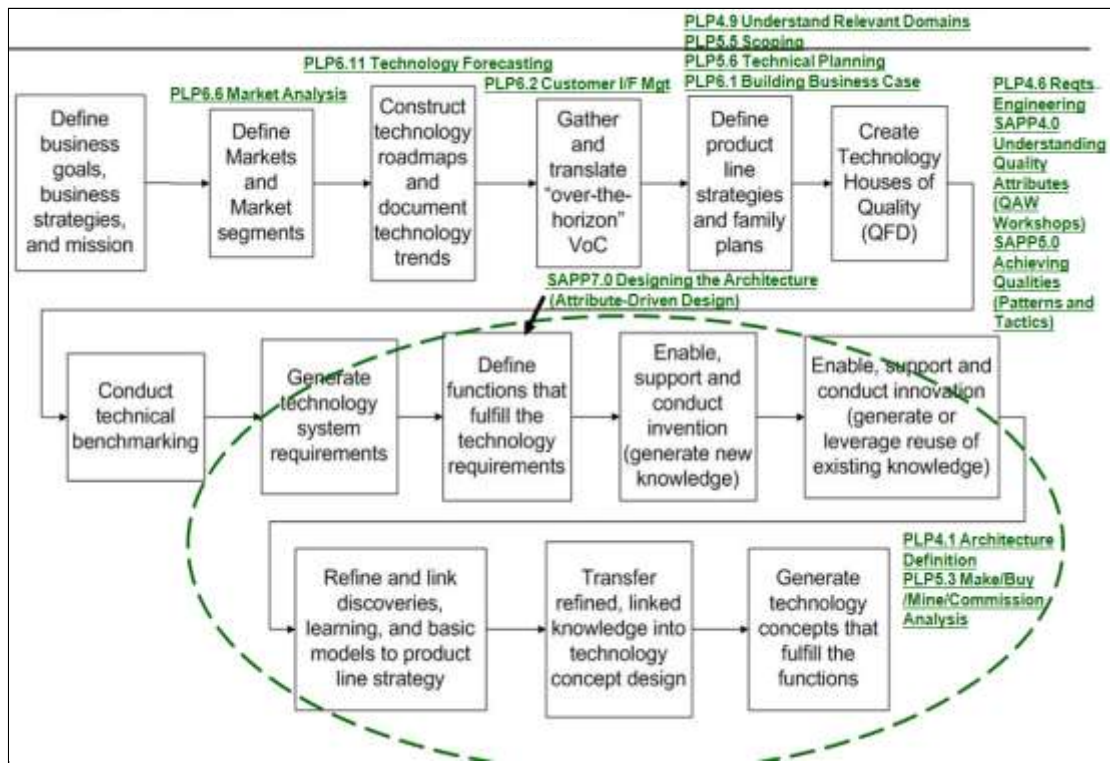 PLP4.9 Understand Relevant Domains
PLP5.5 Scoping
PLP5.6 Technical Planning
PLP6.1 Building Business Case
PLP6.11 Technology Forecasting
PLP6.2 Customer I/F Mgt
PLP6.6 Market Analysis
PLP4.6 Reqts.
Engineering
SAPP4.0
Understanding
Quality
Attributes
(QAW
Workshops)
SAPP5.0
Achieving
Qualities
(Patterns and
Tactics)
Define
business
goals,
business
strategies,
and mission
Define
Markets
and
Market
segments
Construct
technology
roadmaps
and
document
technology
trends
Gather
and
translate
“over-the-
horizon”
VoC
Define
product
line
strategies
and family
plans
Create
Technology
Houses of
Quality
(QFD)
SAPP7.0 Designing the Architecture
(Attribute-Driven Design)
Conduct
technical
benchmarking
Generate
technology
system
requirements
Define
functions that
fulfill the
technology
requirements
Enable,
support and
conduct
invention
(generate new
knowledge)
Enable, support and
conduct innovation
(generate or
leverage reuse of
existing knowledge)
Refine and link
discoveries,
learning, and basic
models to product
line strategy
Transfer
refined, linked
knowledge into
technology
concept design
Generate
technology
concepts that
fulfill the
functions
PLP4.1 Architecture
Definition
PLP5.3 Make/Buy
/Mine/Commission
Analysis